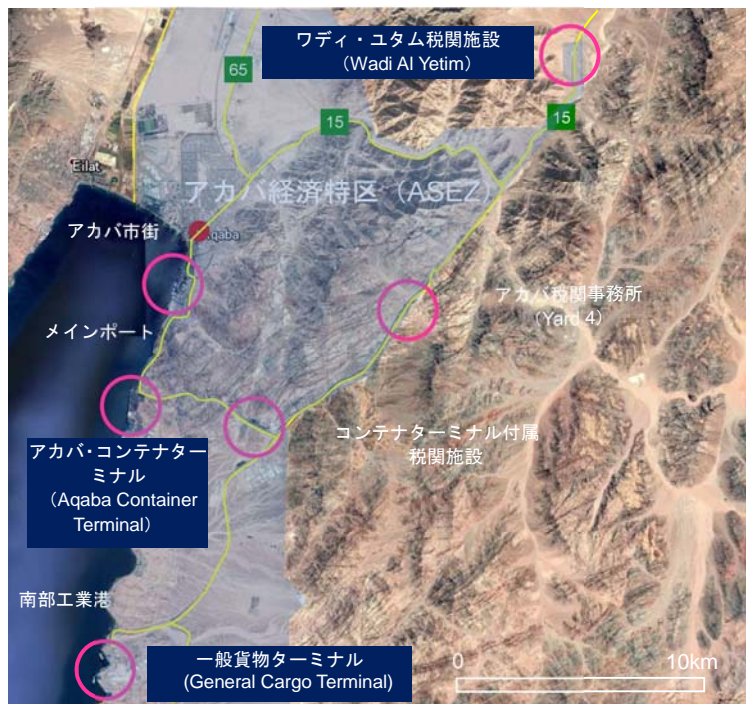 ワディ・ユタム税関施設
（Wadi Al Yetim）
65
15
15
Eilat
アカバ経済特区（ASEZ）
アカバ市街
Aqaba
アカバ税関事務所
（Yard 4）
メインポート
コンテナターミナル付属
税関施設
アカバ・コンテナター
ミナル
（Aqaba Container
Terminal）
南部工業港
一般貨物ターミナル
(General Cargo Terminal)
0
10km